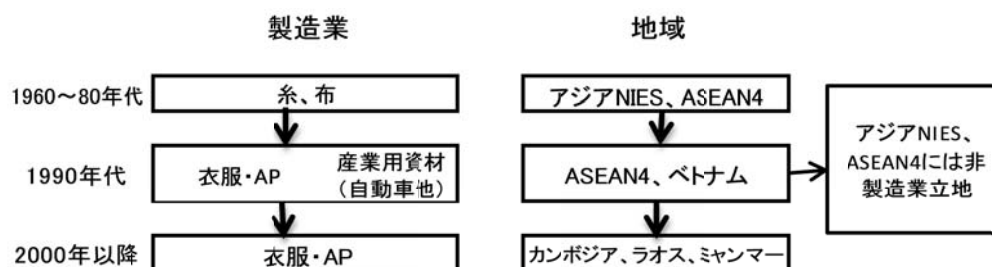 製造業 地域
1960～80年代 糸、布 アジアNIES、ASEAN4
1990年代 衣服・AP 産業用資材
(自動車他) ASEAN4、ベトナム
アジアNIES、
ASEAN4には非
製造業立地
2000年以降 衣服・AP カンボジア、ラオス、ミャンマー